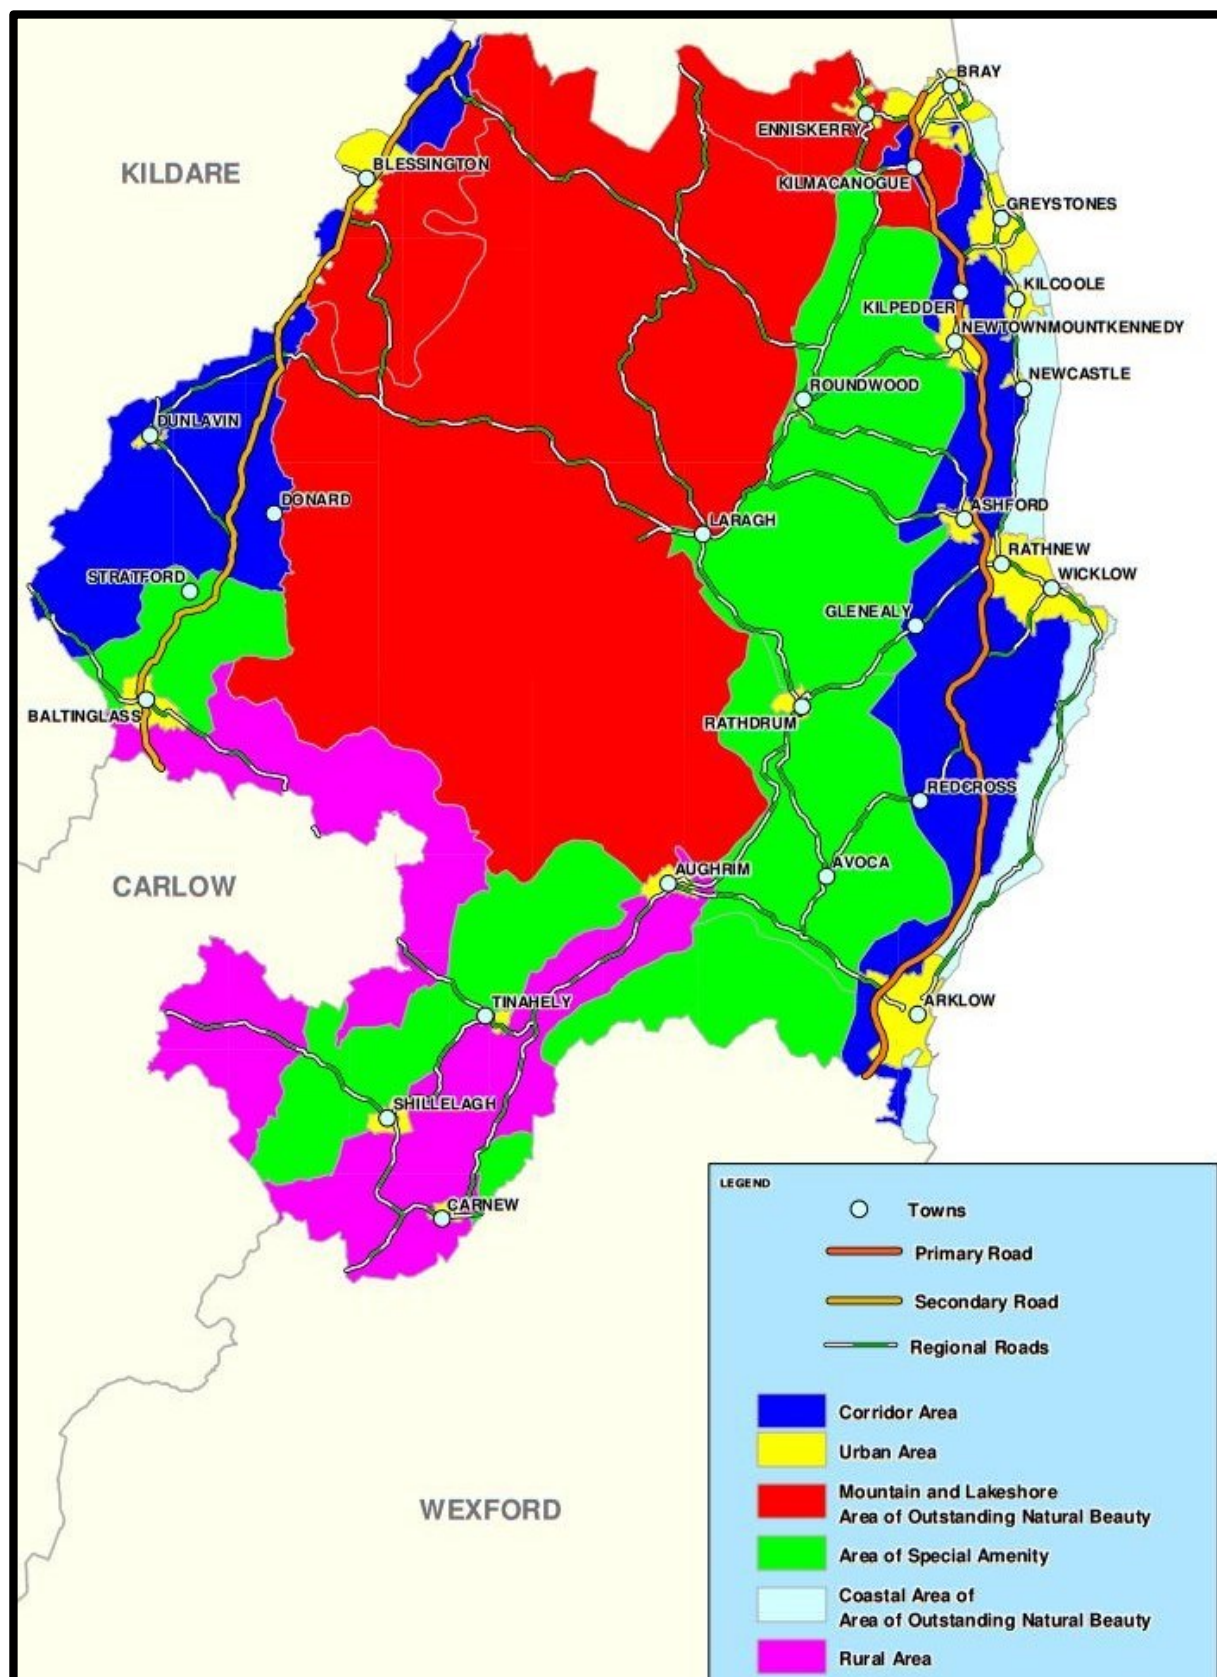 BRAY
ENNISKERRY
KILDARE
BLESSINGTON
KILMACANOGUE
GREYSTONES
KILCOOLE
KILPEDDER
NEWTOWNMOUNTKENNEDY
NEWCASTLE
ROUNDWOOD
DUNLAVIN
DONARD
ASHFORD
LARAGH
RATHNEW
WICKLOW
STRATFORD
GLENEALY
BALTINGLASS
RATHDRUM
REDCROSS
AUGHRIM
AVOCA
CARLOW
TINAHELY
ARKLOW
SHILLELAGH
CARNEW
WEXFORD
LEGEND
Towns
Primary Road
Secondary Road
Regional Roads
Corridor Area
Urban Area
Mountain and Lakeshore
Area of Outstanding Natural Beauty
Area of Special Amenity
Coastal Area of
Area of Outstanding Natural Beauty
Rural Area